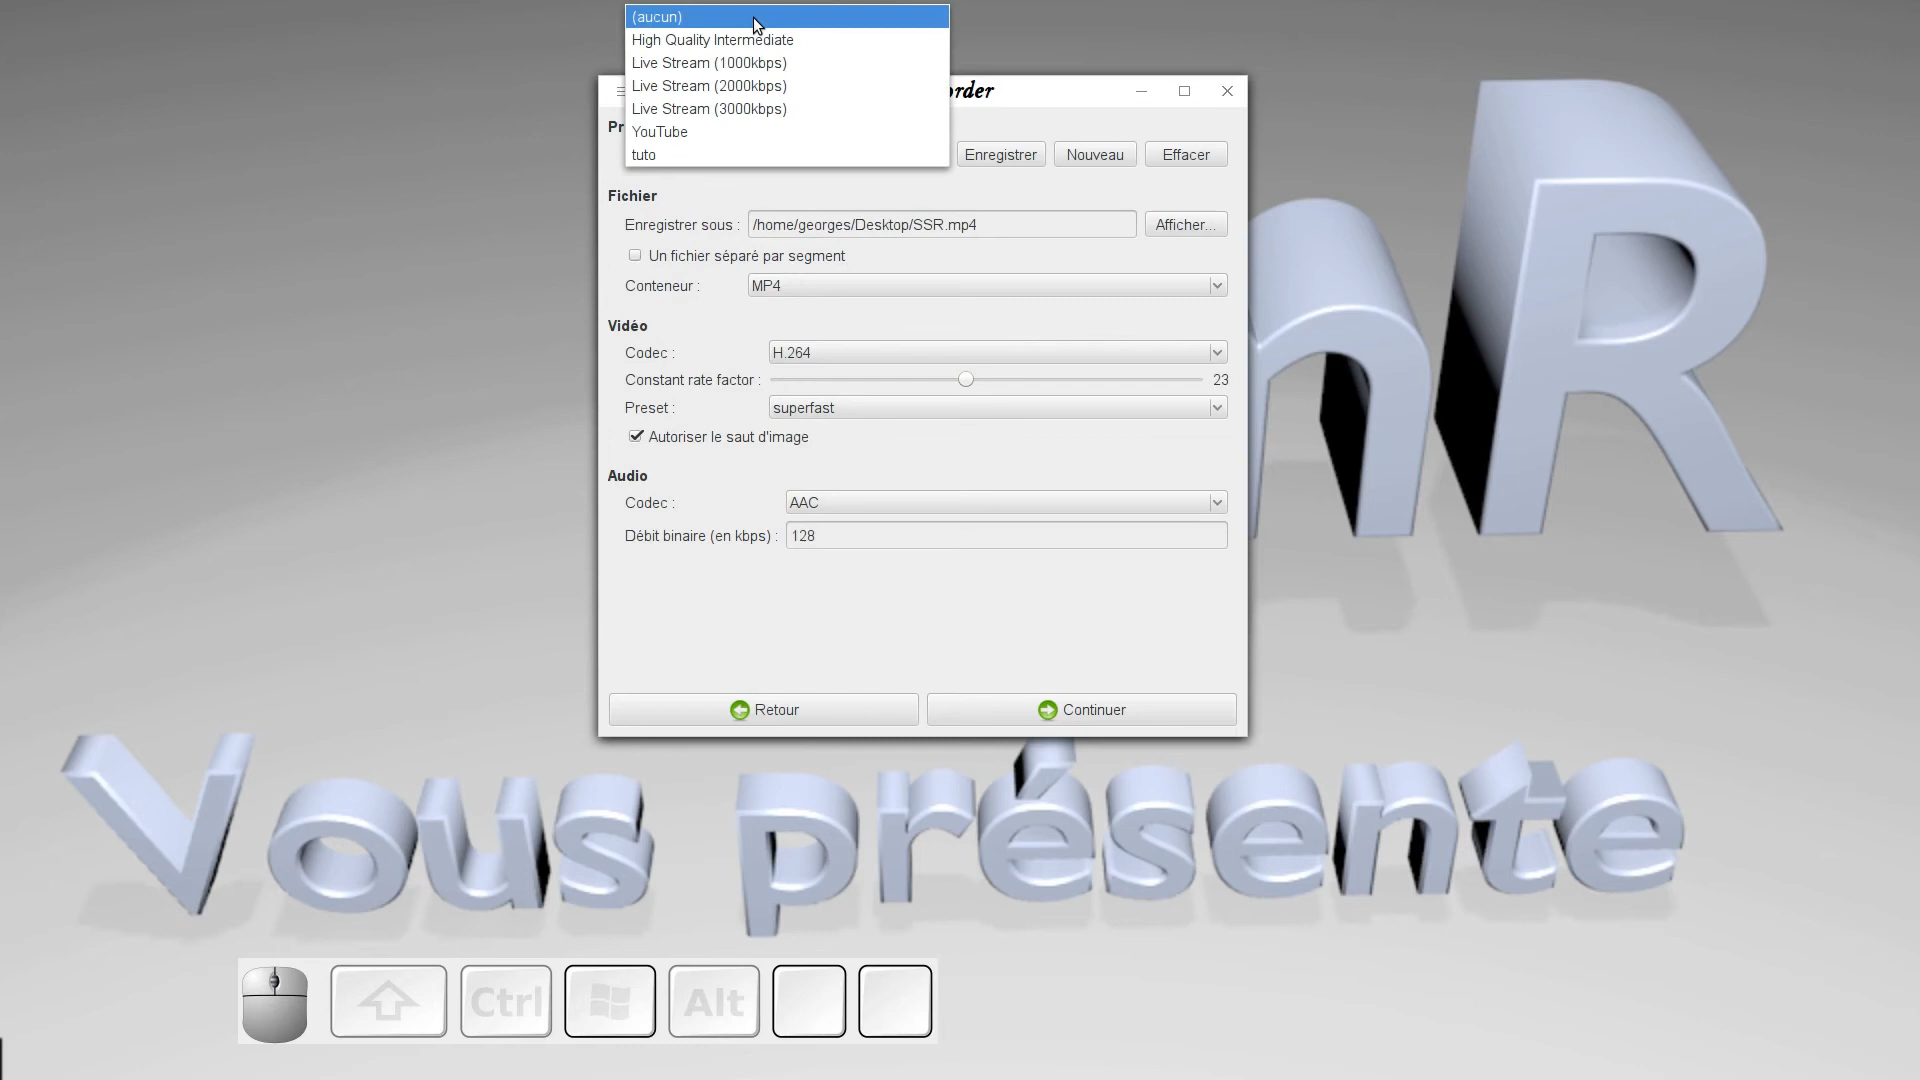 (aucun)
High Quality Intermediate
Live Stream (1000kbps)
Live Stream (2000kbps)
Live Stream (3000kbps)
YouTube
tuto
order
Pr
Enregistrer Nouveau Effacer
Fichier
Enregistrer sous : /home/georges/Desktop/SSR.mp4 Afficher...
Un fichier séparé par segment
Conteneur : MP4
Vidéo
Codec : H.264
Constant rate factor : 23
Preset : superfast
Autoriser le saut d'image
Audio
Codec : AAC
Débit binaire (en kbps) : 128
Retour Continuer
nR
Vous présente
Ctrl Alt